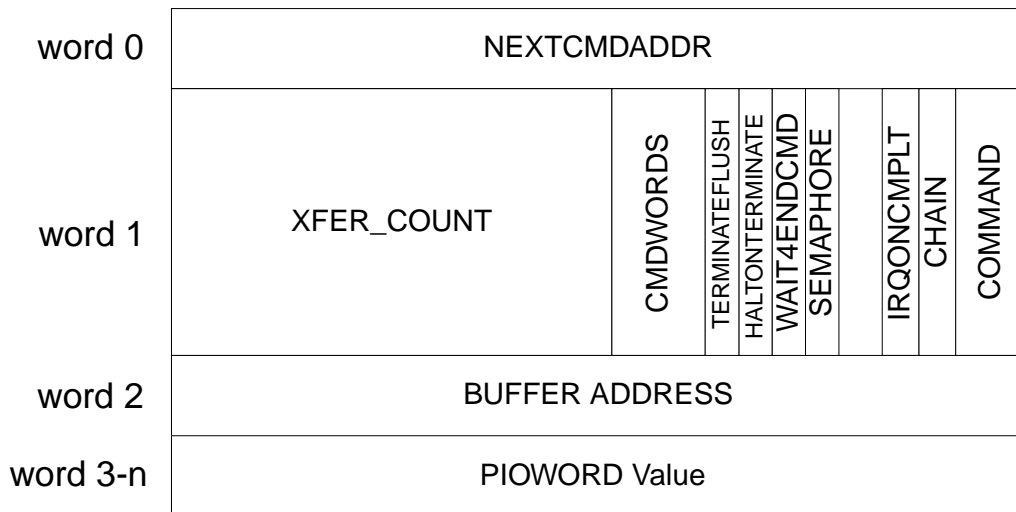 word 0
NEXTCMDADDR
word 1
XFER_COUNT
CMDWORDS
TERMINATEFLUSH
HALTONTERMINATE
WAIT4ENDCMD
SEMAPHORE
IRQONCMPLT
CHAIN
COMMAND
word 2
BUFFER ADDRESS
word 3-n
PIOWORD Value